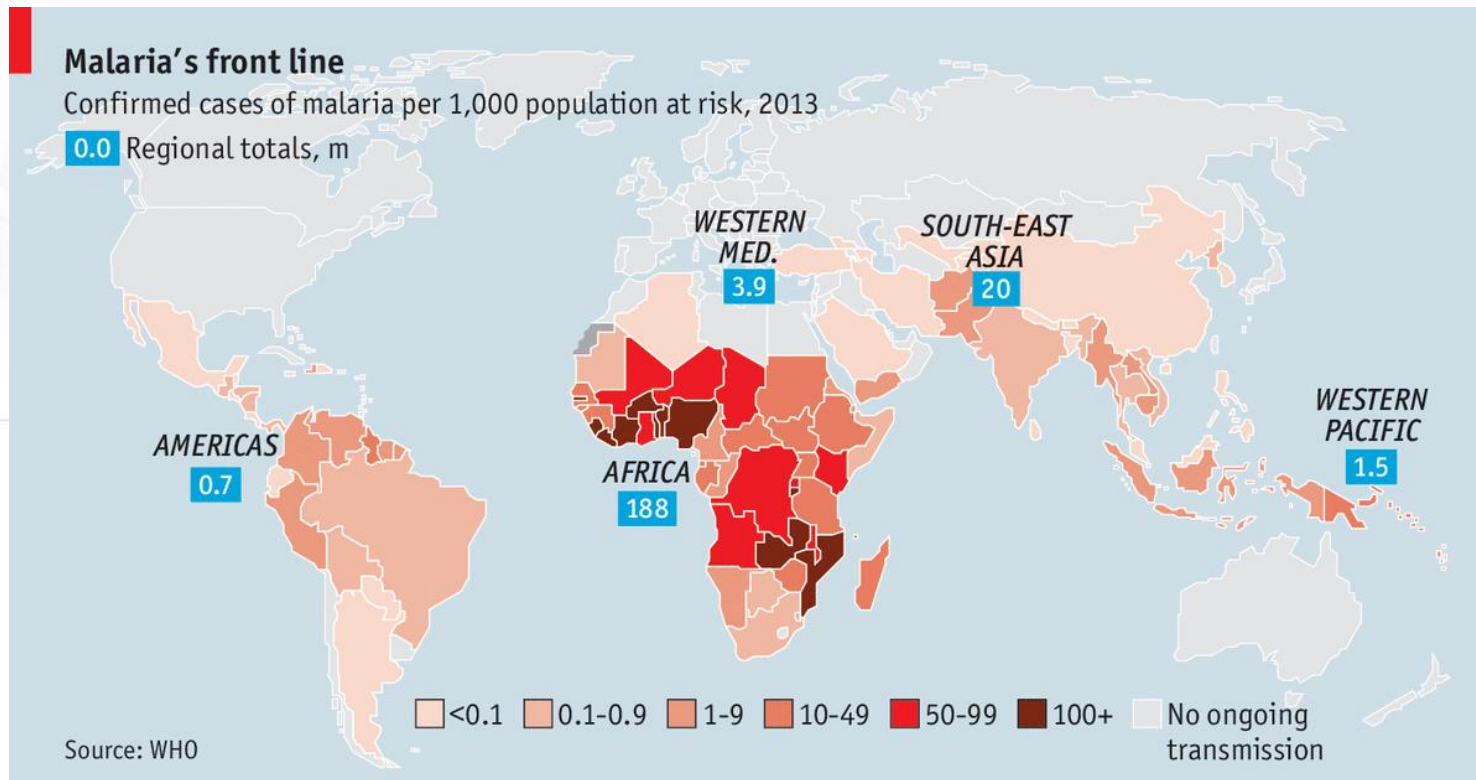 Malaria's front line
Confirmed cases of malaria per 1,000 population at risk, 2013
0.0 Regional totals, m
WESTERN
MED.
3.9
SOUTH-EAST
ASIA
20
WESTERN
PACIFIC
1.5
AMERICAS
0.7
AFRICA
188
<0.1 0.1-0.9 1-9 10-49 50-99 100+ No ongoing
transmission
Source: WHO